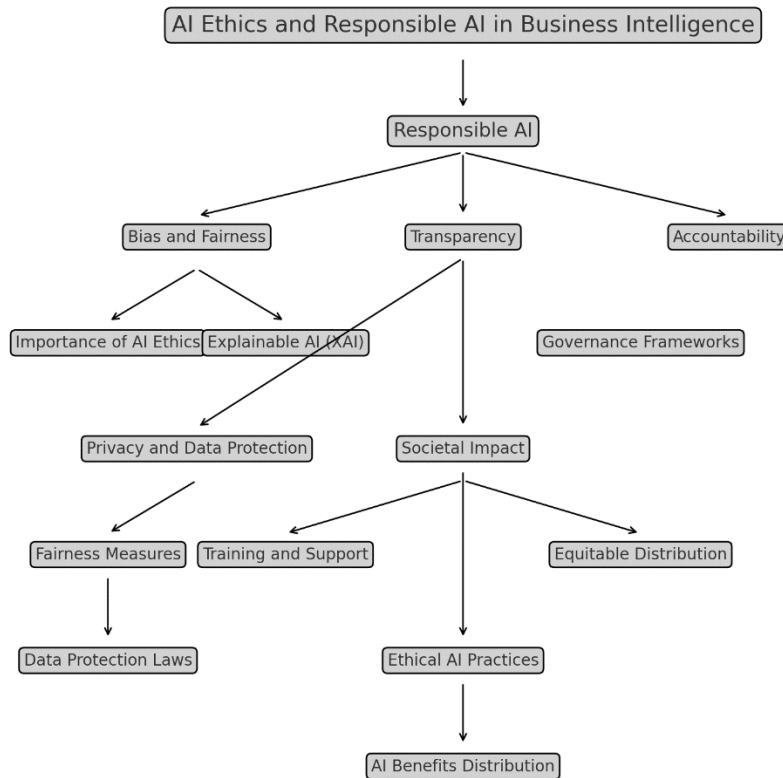 AI Ethics and Responsible AI in Business Intelligence
Responsible AI
Bias and Fairness
Transparency
Accountability
Importance of AI Ethics
Explainable AI (XAI)
Governance Frameworks
Privacy and Data Protection
Societal Impact
Fairness Measures
Training and Support
Equitable Distribution
Data Protection Laws
Ethical AI Practices
AI Benefits Distribution